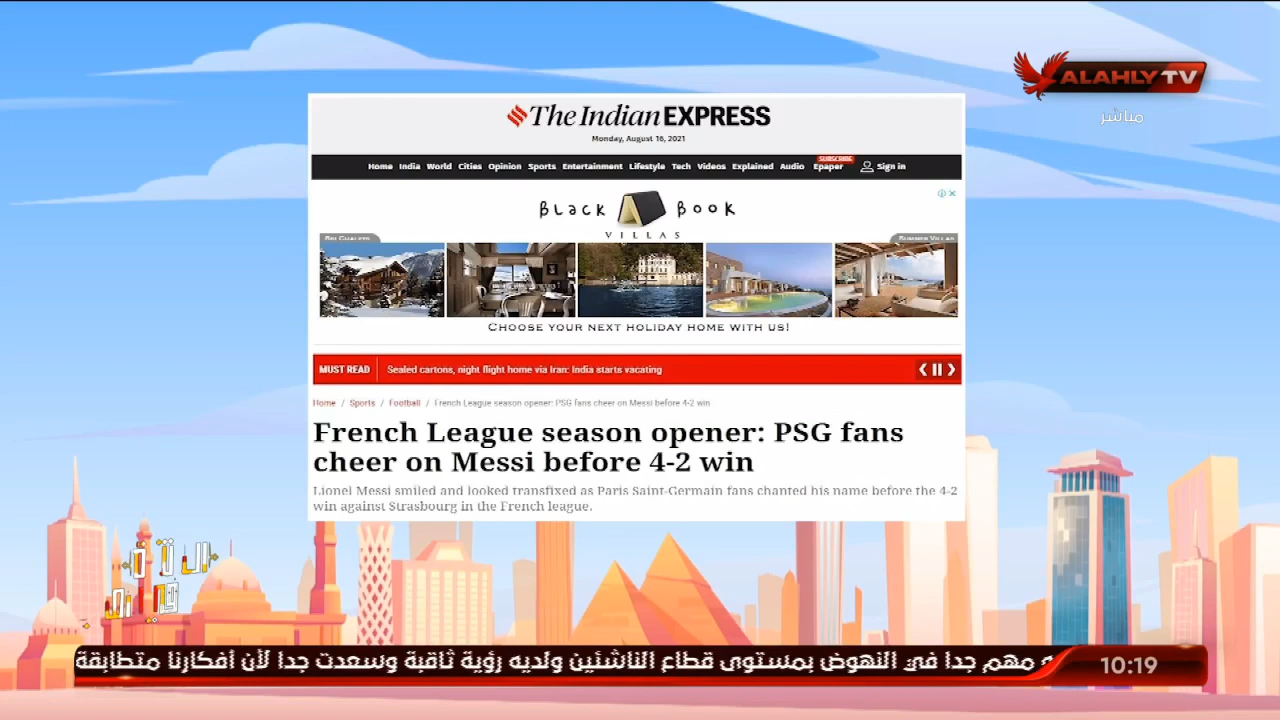 ALAHLY TV
مباشر
The Indian EXPRESS
Monday, August 16, 2021
Home India World Cities Opinion Sports Entertainment Lifestyle Tech Videos Explained Audio Epaper SUBSCRIBE Sign in
BLACK BOOK
VILLAS
SUMMER VILLAS
CHOOSE YOUR NEXT HOLIDAY HOME WITH US!
MUST READ Sealed cartons, night flight home via Iran: India starts vacating
Home / Sports / Football / French League season opener: PSG fans cheer on Messi before 4-2 win
French League season opener: PSG fans
cheer on Messi before 4-2 win
Lionel Messi smiled and looked transfixed as Paris Saint-Germain fans chanted his name before the 4-2
win against Strasbourg in the French league.
مهم جدا في النهوض بمستوى قطاع الناشئين ولديه رؤية ثاقبة وسعدت جدا لأن أفكارنا متطابقة
10:19